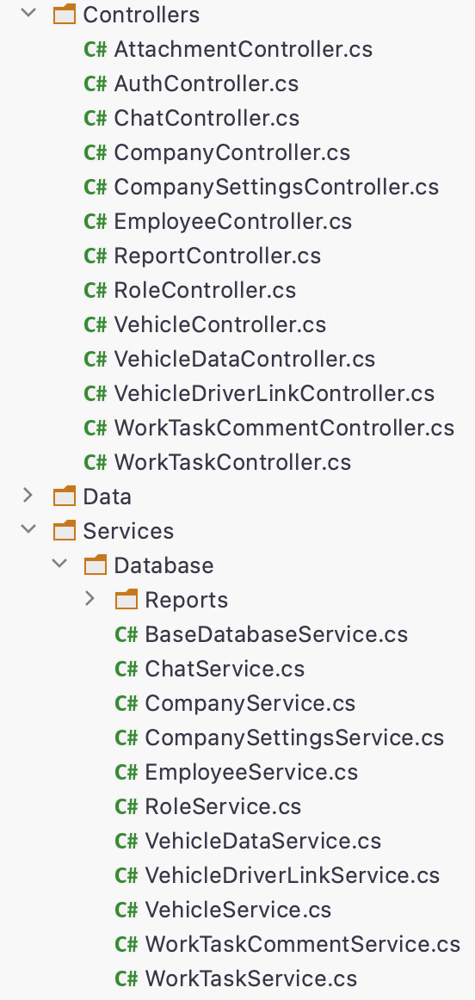 Controllers
C# AttachmentController.cs
C# AuthController.cs
C# ChatController.cs
C# CompanyController.cs
C# CompanySettingsController.cs
C# EmployeeController.cs
C# ReportController.cs
C# RoleController.cs
C# VehicleController.cs
C# VehicleDataController.cs
C# VehicleDriverLinkController.cs
C# WorkTaskCommentController.cs
C# WorkTaskController.cs
Data
Services
Database
Reports
C# BaseDatabaseService.cs
C# ChatService.cs
C# CompanyService.cs
C# CompanySettingsService.cs
C# EmployeeService.cs
C# RoleService.cs
C# VehicleDataService.cs
C# VehicleDriverLinkService.cs
C# VehicleService.cs
C# WorkTaskCommentService.cs
C# WorkTaskService.cs